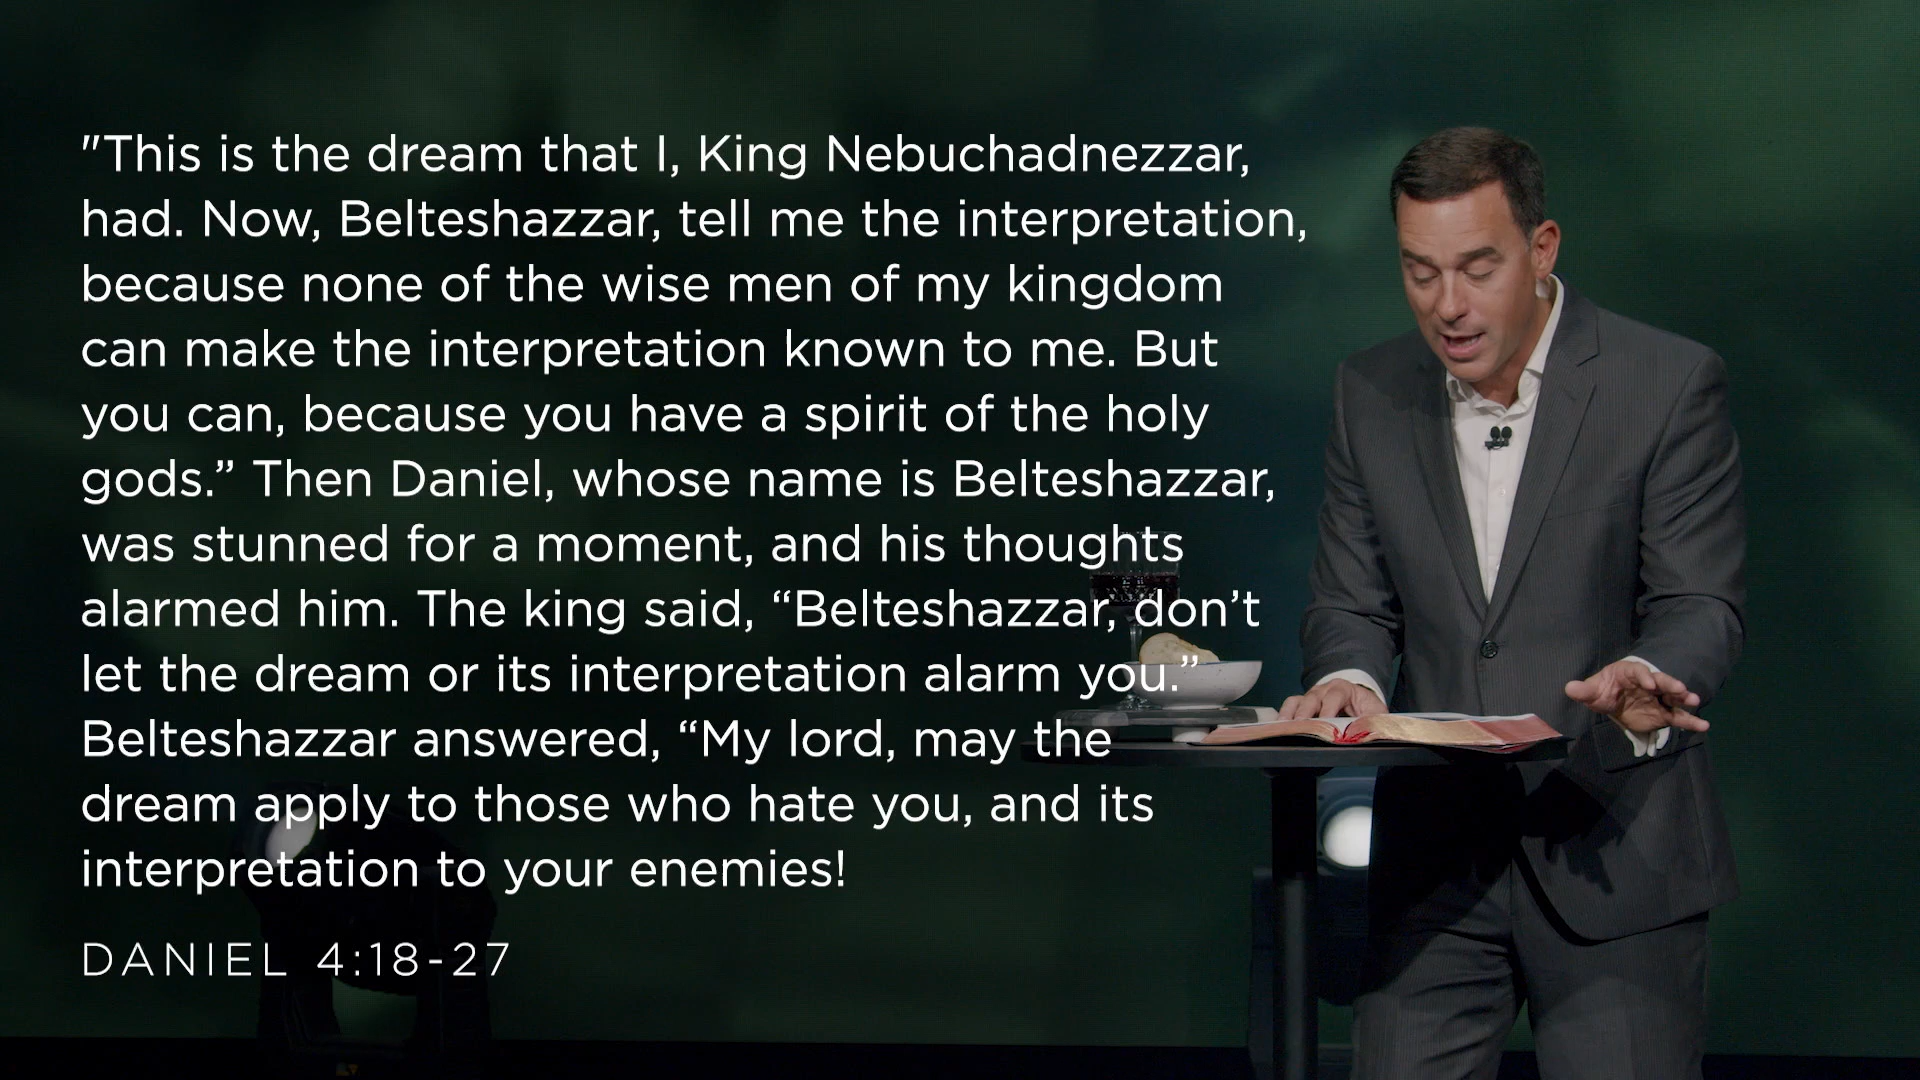 "This is the dream that I, King Nebuchadnezzar,
had. Now, Belteshazzar, tell me the interpretation,
because none of the wise men of my kingdom
can make the interpretation known to me. But
you can, because you have a spirit of the holy
gods.” Then Daniel, whose name is Belteshazzar,
was stunned for a moment, and his thoughts
alarmed him. The king said, “Belteshazzar, don’t
let the dream or its interpretation alarm you.”
Belteshazzar answered, “My lord, may the
dream apply to those who hate you, and its
interpretation to your enemies!
DANIEL 4:18-27